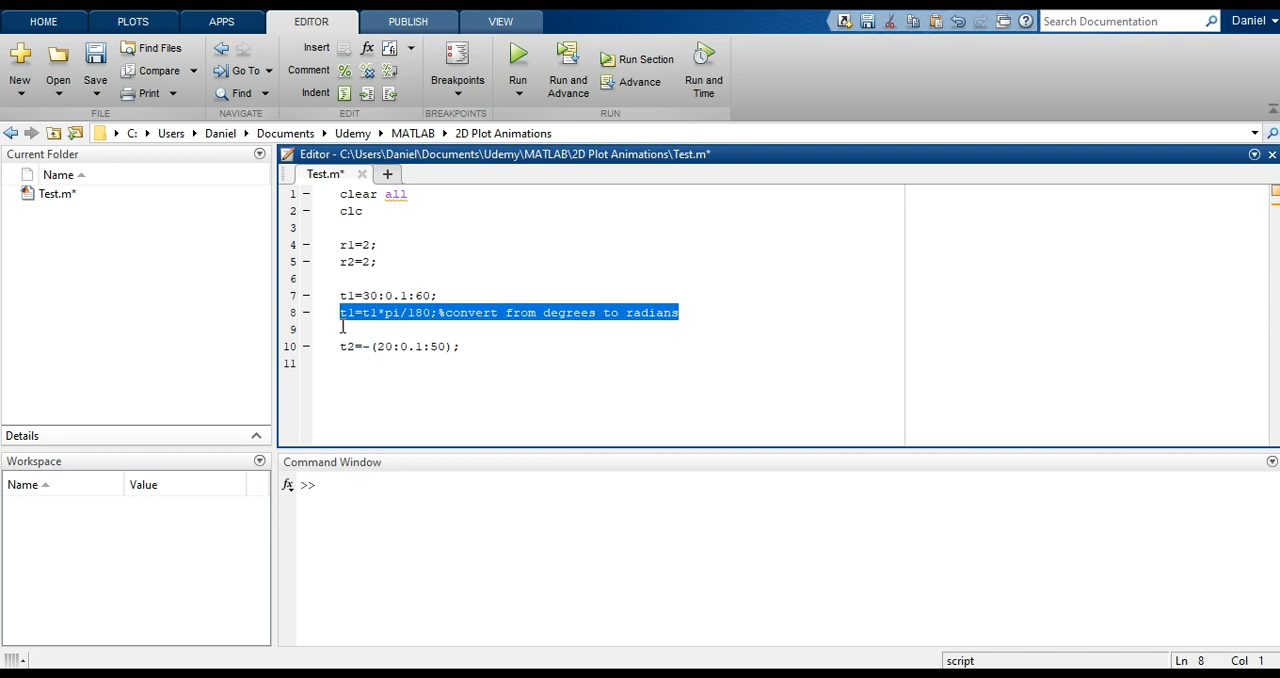 HOME PLOTS APPS EDITOR PUBLISH VIEW Search Documentation Daniel
New Open Save Find Files Compare Print Go To Find Insert Comment Indent fx Breakpoints Run Run and Advance Run Section Advance Run and Time
FILE NAVIGATE EDIT BREAKPOINTS RUN
C: Users Daniel Documents Udemy MATLAB 2D Plot Animations
Current Folder
Name
Test.m*
Details
Workspace
Name Value
Editor - C:\Users\Daniel\Documents\Udemy\MATLAB\2D Plot Animations\Test.m*
Test.m* +
1 – clear all
2 – clc
3
4 – r1=2;
5 – r2=2;
6
7 – t1=30:0.1:60;
8 – t1=t1*pi/180;%convert from degrees to radians
9
10 – t2=-(20:0.1:50);
11
Command Window
fx >>
script Ln 8 Col 1